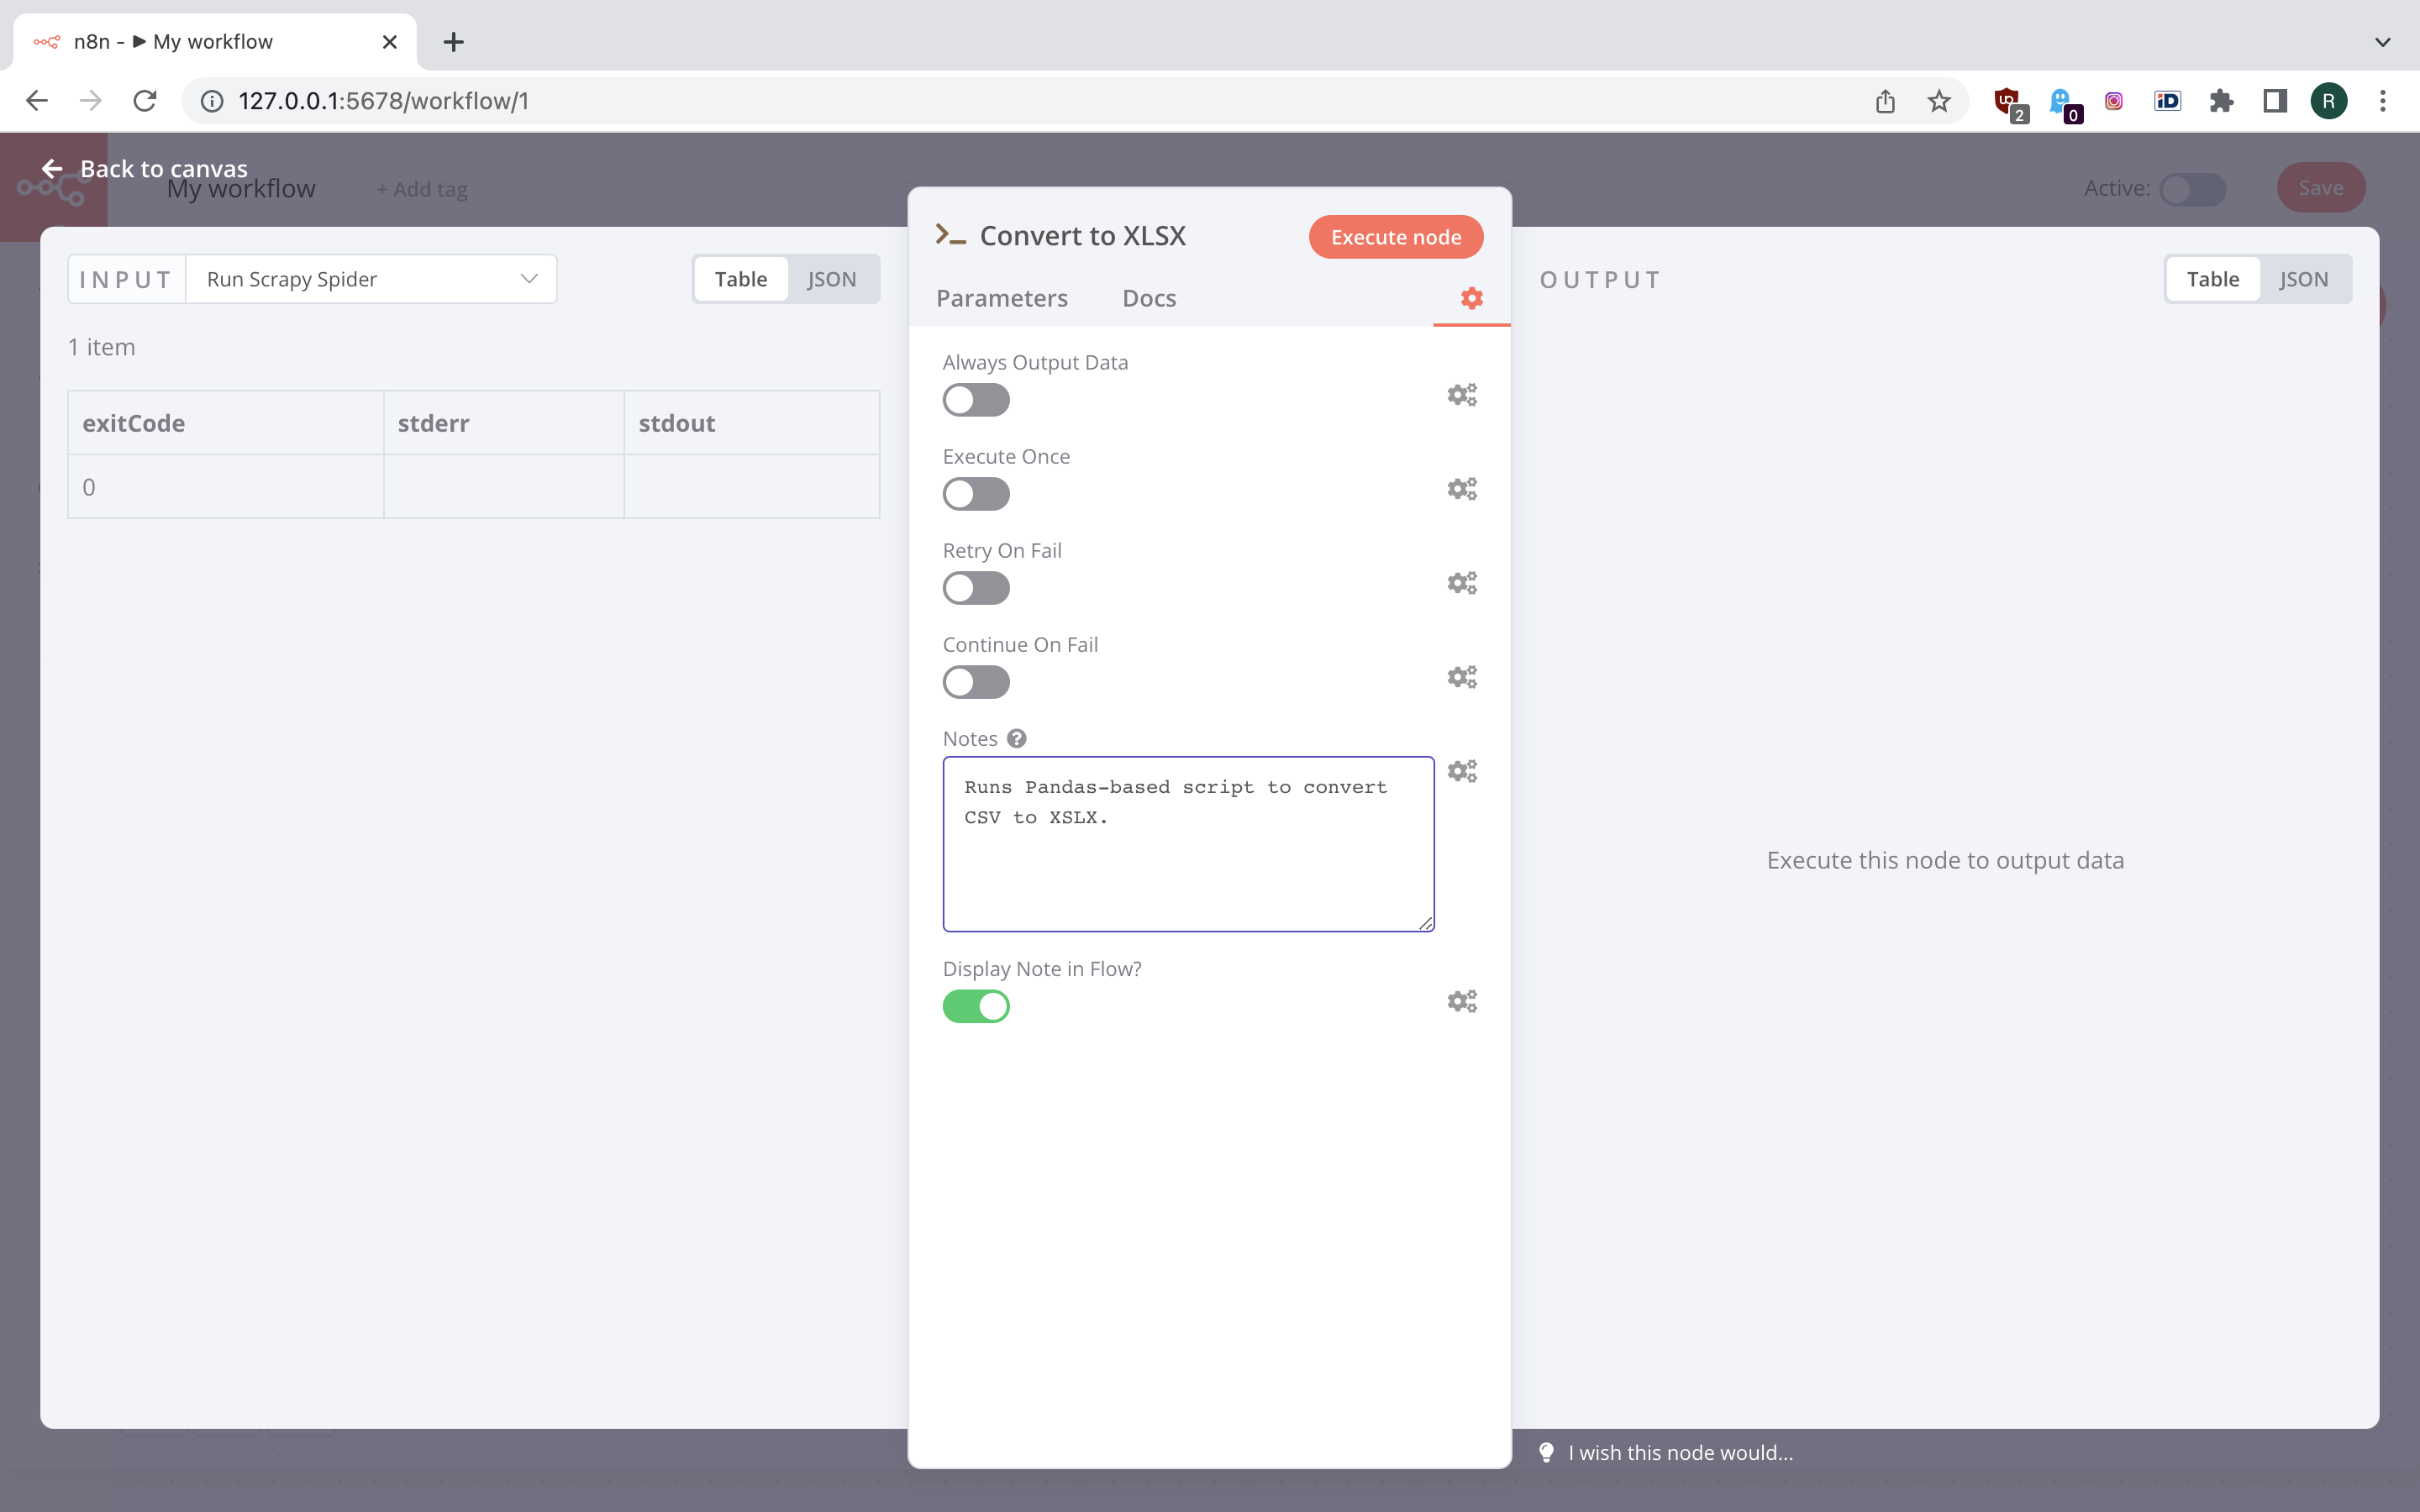 n8n - ▶ My workflow
127.0.0.1:5678/workflow/1
2
0
iD
R
Back to canvas
My workflow
+ Add tag
Active:
Save
INPUT
Run Scrapy Spider
Table
JSON
1 item
exitCode
stderr
stdout
0
Convert to XLSX
Execute node
Parameters
Docs
Always Output Data
Execute Once
Retry On Fail
Continue On Fail
Notes
Runs Pandas-based script to convert
CSV to XSLX.
Display Note in Flow?
OUTPUT
Table
JSON
Execute this node to output data
I wish this node would...